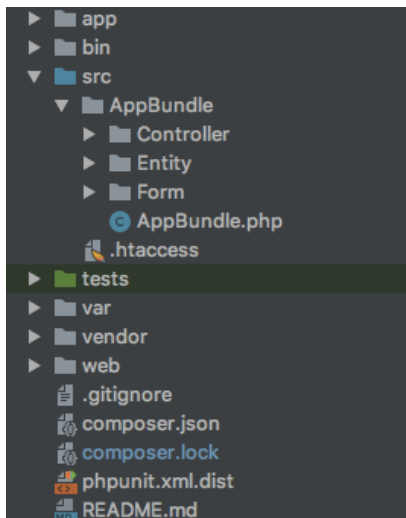 app
bin
src
AppBundle
Controller
Entity
Form
AppBundle.php
.htaccess
tests
var
vendor
web
.gitignore
composer.json
composer.lock
phpunit.xml.dist
README.md